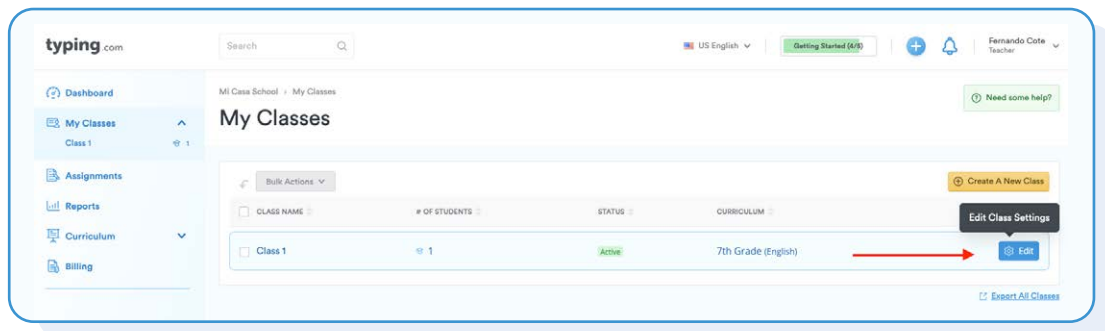 typing.com
Search
US English
Getting Started (4/5)
Fernando Cote
Teacher
Dashboard
My Classes
Class 1
1
Assignments
Reports
Curriculum
Billing
Mi Casa School › My Classes
Need some help?
My Classes
Bulk Actions
Create A New Class
CLASS NAME # OF STUDENTS STATUS CURRICULUM
Edit Class Settings
Class 1 1 Active 7th Grade (English) Edit
Export All Classes